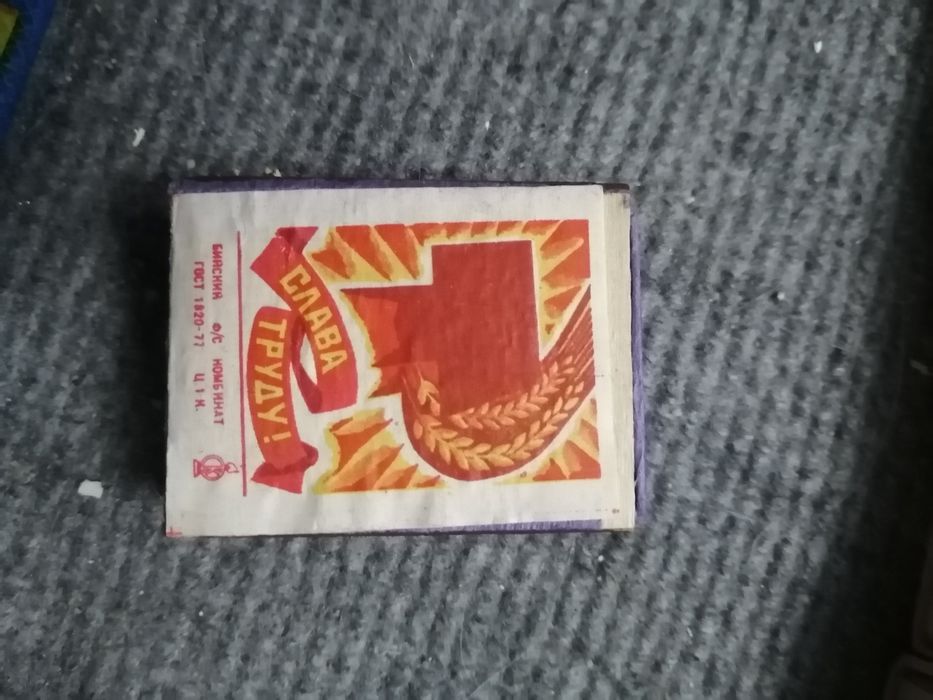 СЛАВА
ТРУДУ!
БИЙСКИЙ Ф/С КОМБИНАТ
ГОСТ 1820-77 Ц 1 К.